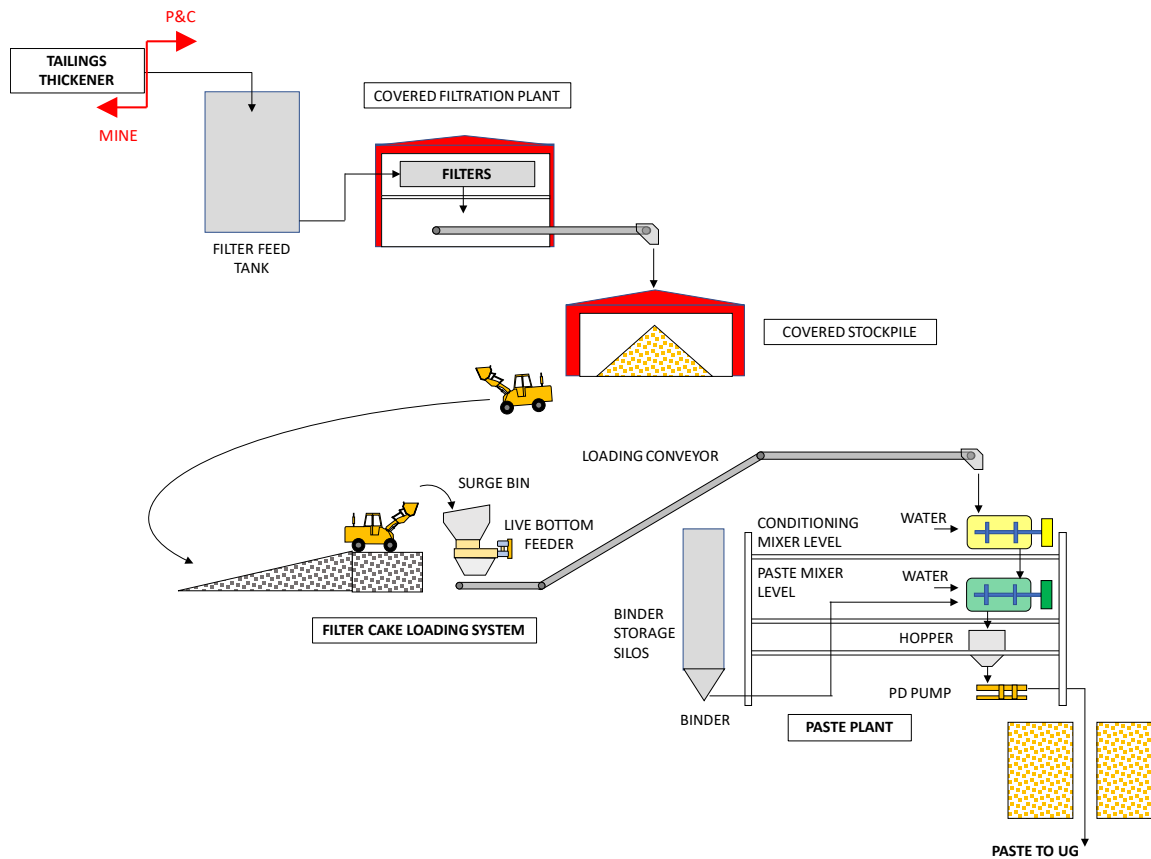 P&C
TAILINGS
THICKENER
MINE
COVERED FILTRATION PLANT
FILTERS
FILTER FEED
TANK
COVERED STOCKPILE
LOADING CONVEYOR
SURGE BIN
LIVE BOTTOM
FEEDER
FILTER CAKE LOADING SYSTEM
CONDITIONING
MIXER LEVEL
WATER
PASTE MIXER
LEVEL
WATER
BINDER
STORAGE
SILOS
HOPPER
PD PUMP
BINDER
PASTE PLANT
PASTE TO UG